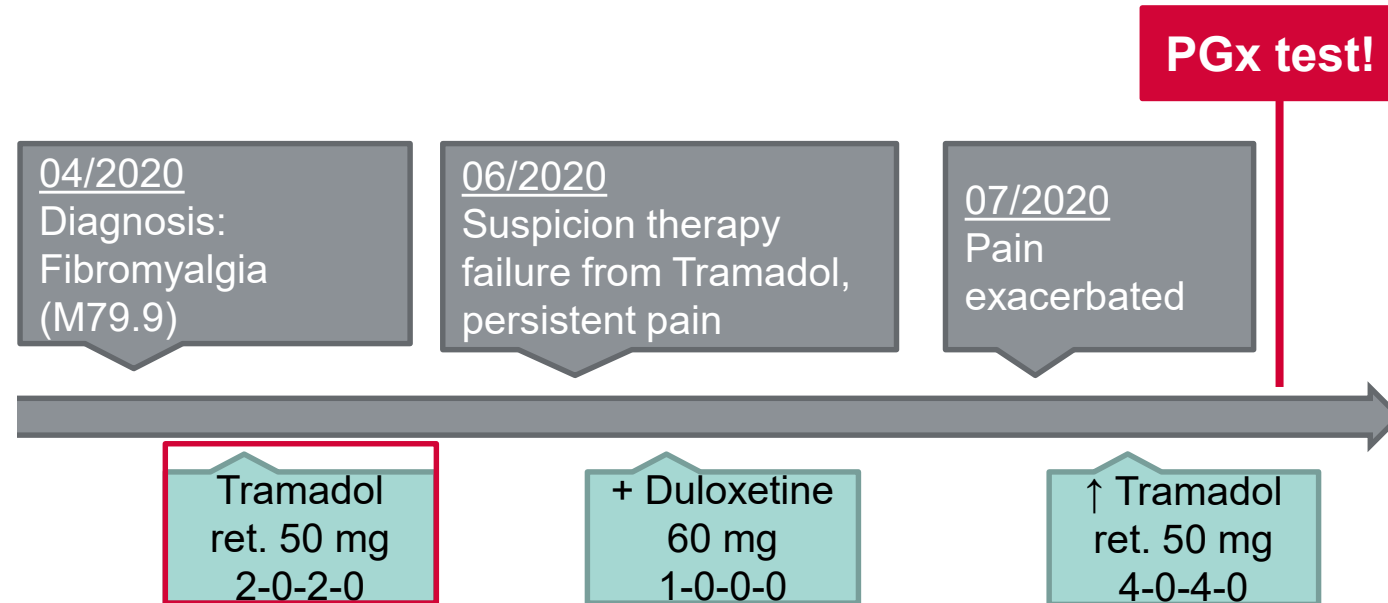 PGx test!
04/2020
Diagnosis:
Fibromyalgia
(M79.9)
06/2020
Suspicion therapy
failure from Tramadol,
persistent pain
07/2020
Pain
exacerbated
Tramadol
ret. 50 mg
2-0-2-0
+ Duloxetine
60 mg
1-0-0-0
↑ Tramadol
ret. 50 mg
4-0-4-0